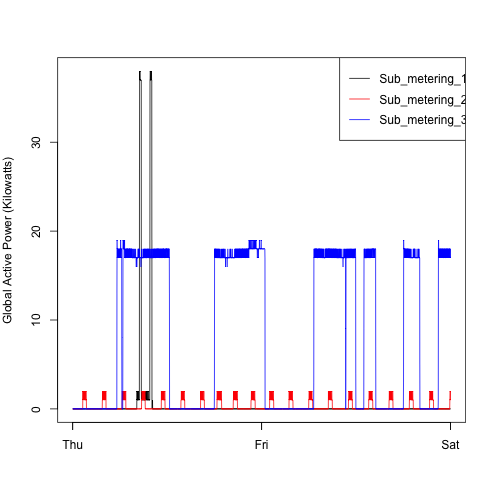 Sub_metering_1
Sub_metering_2
Sub_metering_3
Global Active Power (Kilowatts)
30
20
10
0
Thu Fri Sat